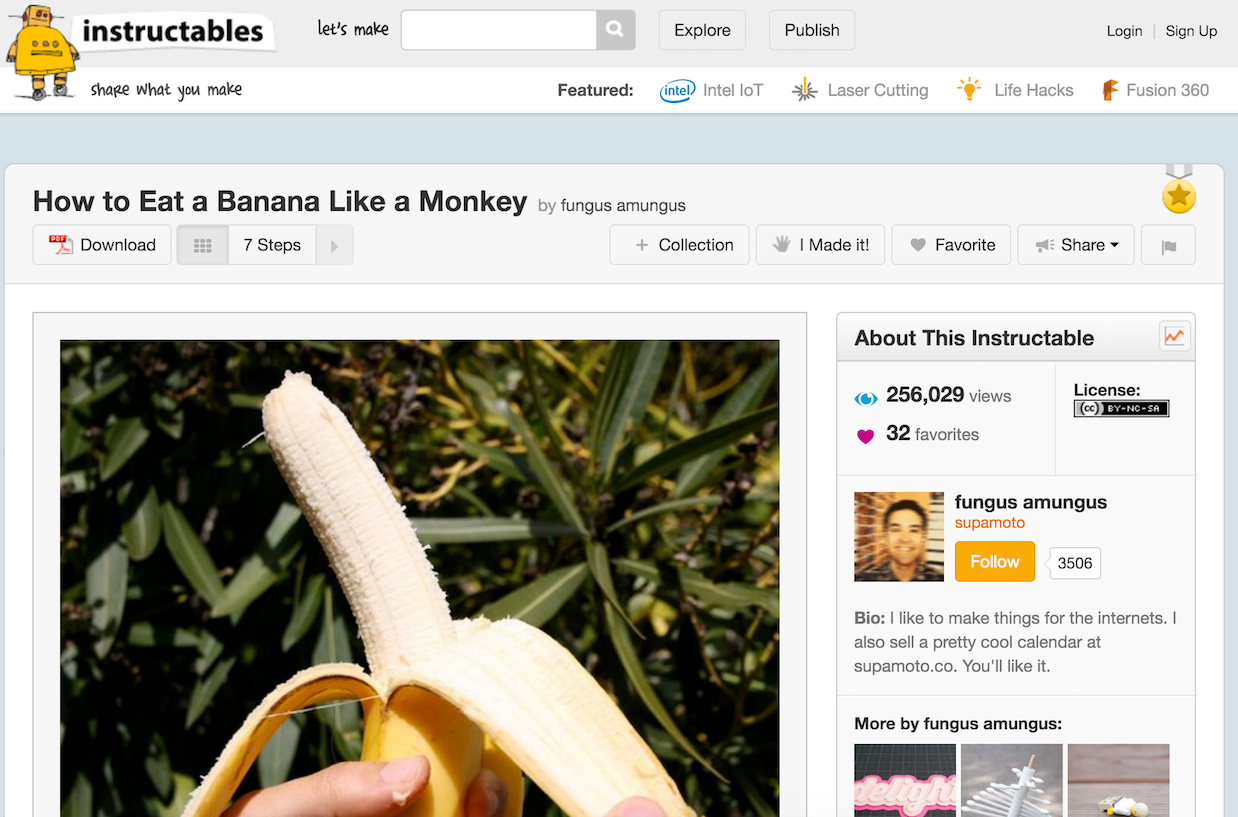 instructables
let's make
Explore
Publish
Login
Sign Up
share what you make
Featured:
intel
Intel IoT
Laser Cutting
Life Hacks
Fusion 360
How to Eat a Banana Like a Monkey by fungus amungus
PDF
Download
7 Steps
+ Collection
I Made it!
Favorite
Share
About This Instructable
256,029 views
32 favorites
License:
(cc) BY-NC-SA
fungus amungus
supamoto
Follow
3506
Bio: I like to make things for the internets. I
also sell a pretty cool calendar at
supamoto.co. You'll like it.
More by fungus amungus:
delight